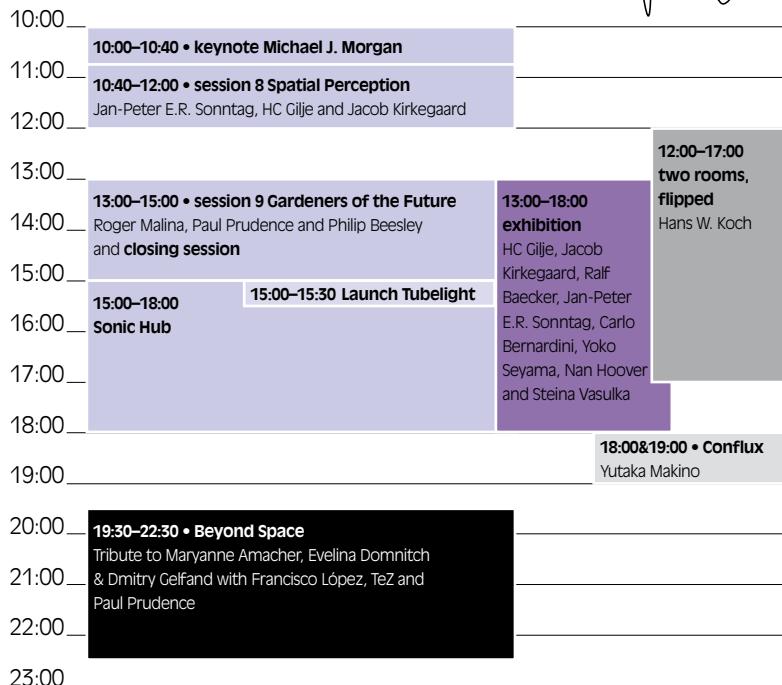 10:00
10:00–10:40 • keynote Michael J. Morgan
11:00
10:40–12:00 • session 8 Spatial Perception
Jan-Peter E.R. Sonntag, HC Gilje and Jacob Kirkegaard
12:00
12:00–17:00
two rooms,
flipped
Hans W. Koch
13:00
13:00–15:00 • session 9 Gardeners of the Future
Roger Malina, Paul Prudence and Philip Beesley
and closing session
13:00–18:00
exhibition
HC Gilje, Jacob
Kirkegaard, Ralf
Baecker, Jan-Peter
E.R. Sonntag, Carlo
Bernardini, Yoko
Seyama, Nan Hoover
and Steina Vasulka
14:00
15:00
15:00–18:00
Sonic Hub
15:00–15:30 Launch Tubelight
16:00
17:00
18:00
18:00&19:00 • Conflux
Yutaka Makino
19:00
20:00
19:30–22:30 • Beyond Space
Tribute to Maryanne Amacher, Evelina Domnitch
& Dmitry Gelfand with Francisco López, TeZ and
Paul Prudence
21:00
22:00
23:00